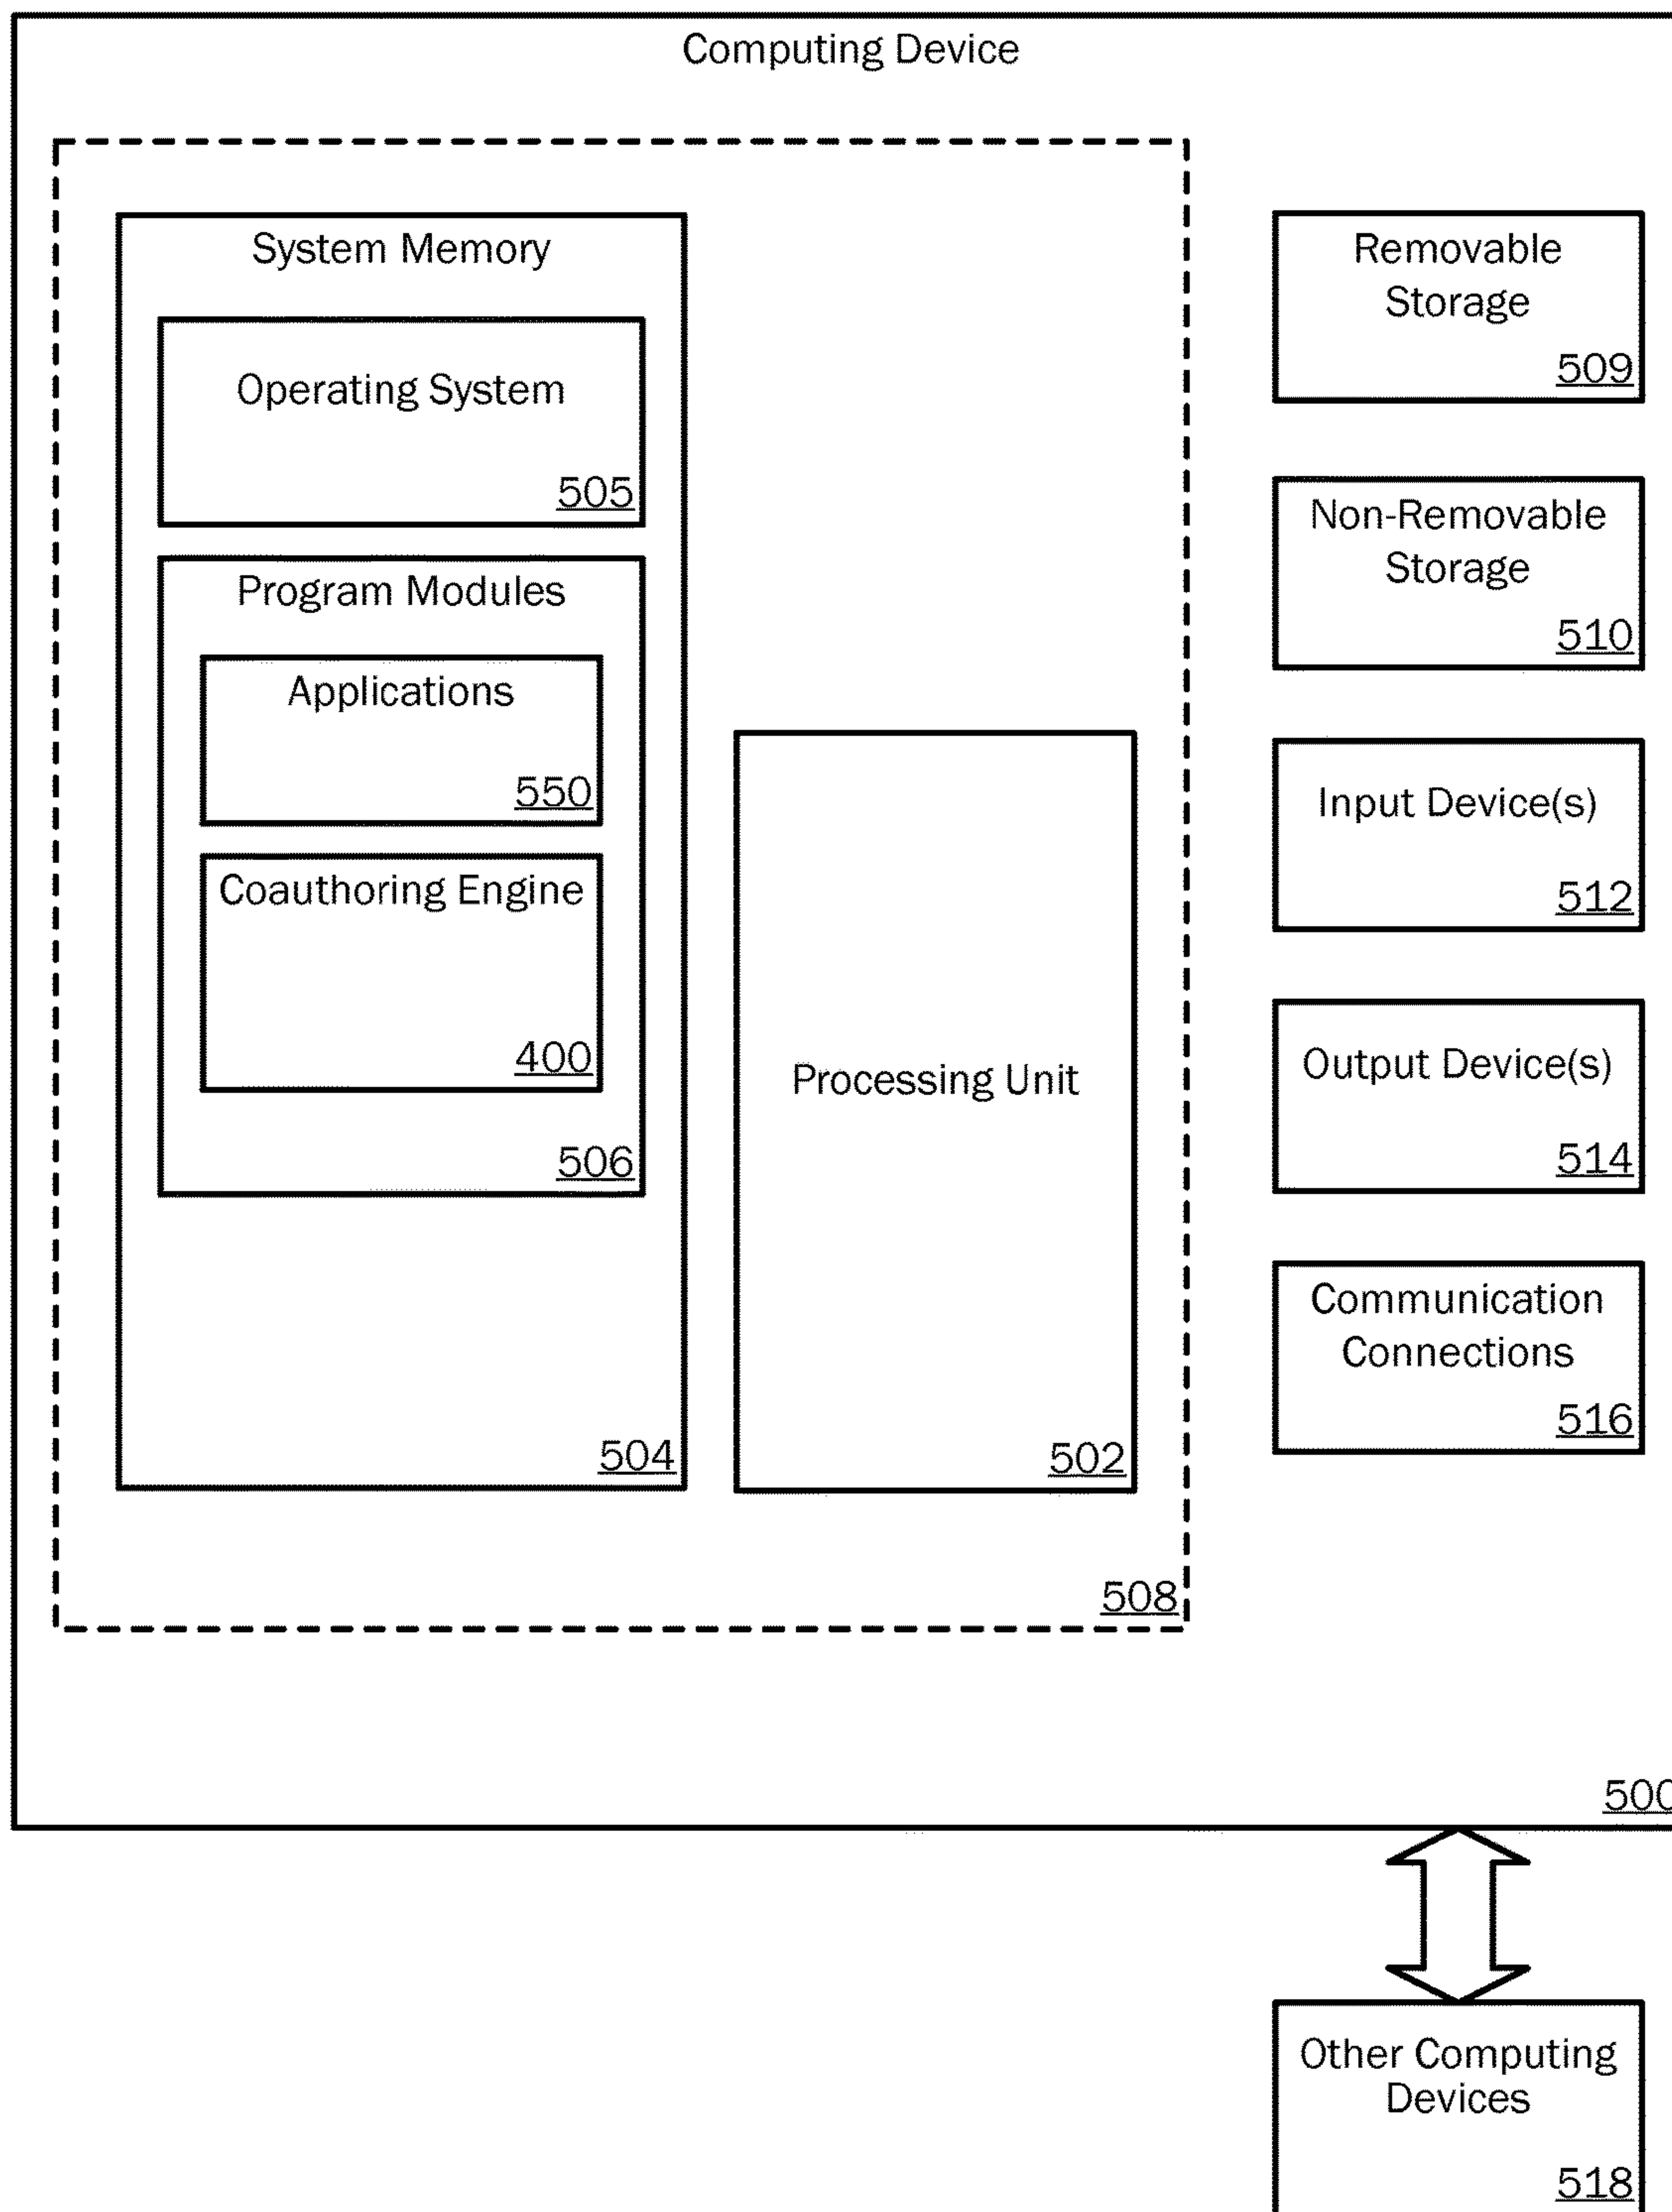 Computing Device
System Memory
Operating System
505
Program Modules
Applications
550
Coauthoring Engine
400
506
504
Processing Unit
502
508
Removable
Storage
509
Non-Removable
Storage
510
Input Device(s)
512
Output Device(s)
514
Communication
Connections
516
500
Other Computing
Devices
518